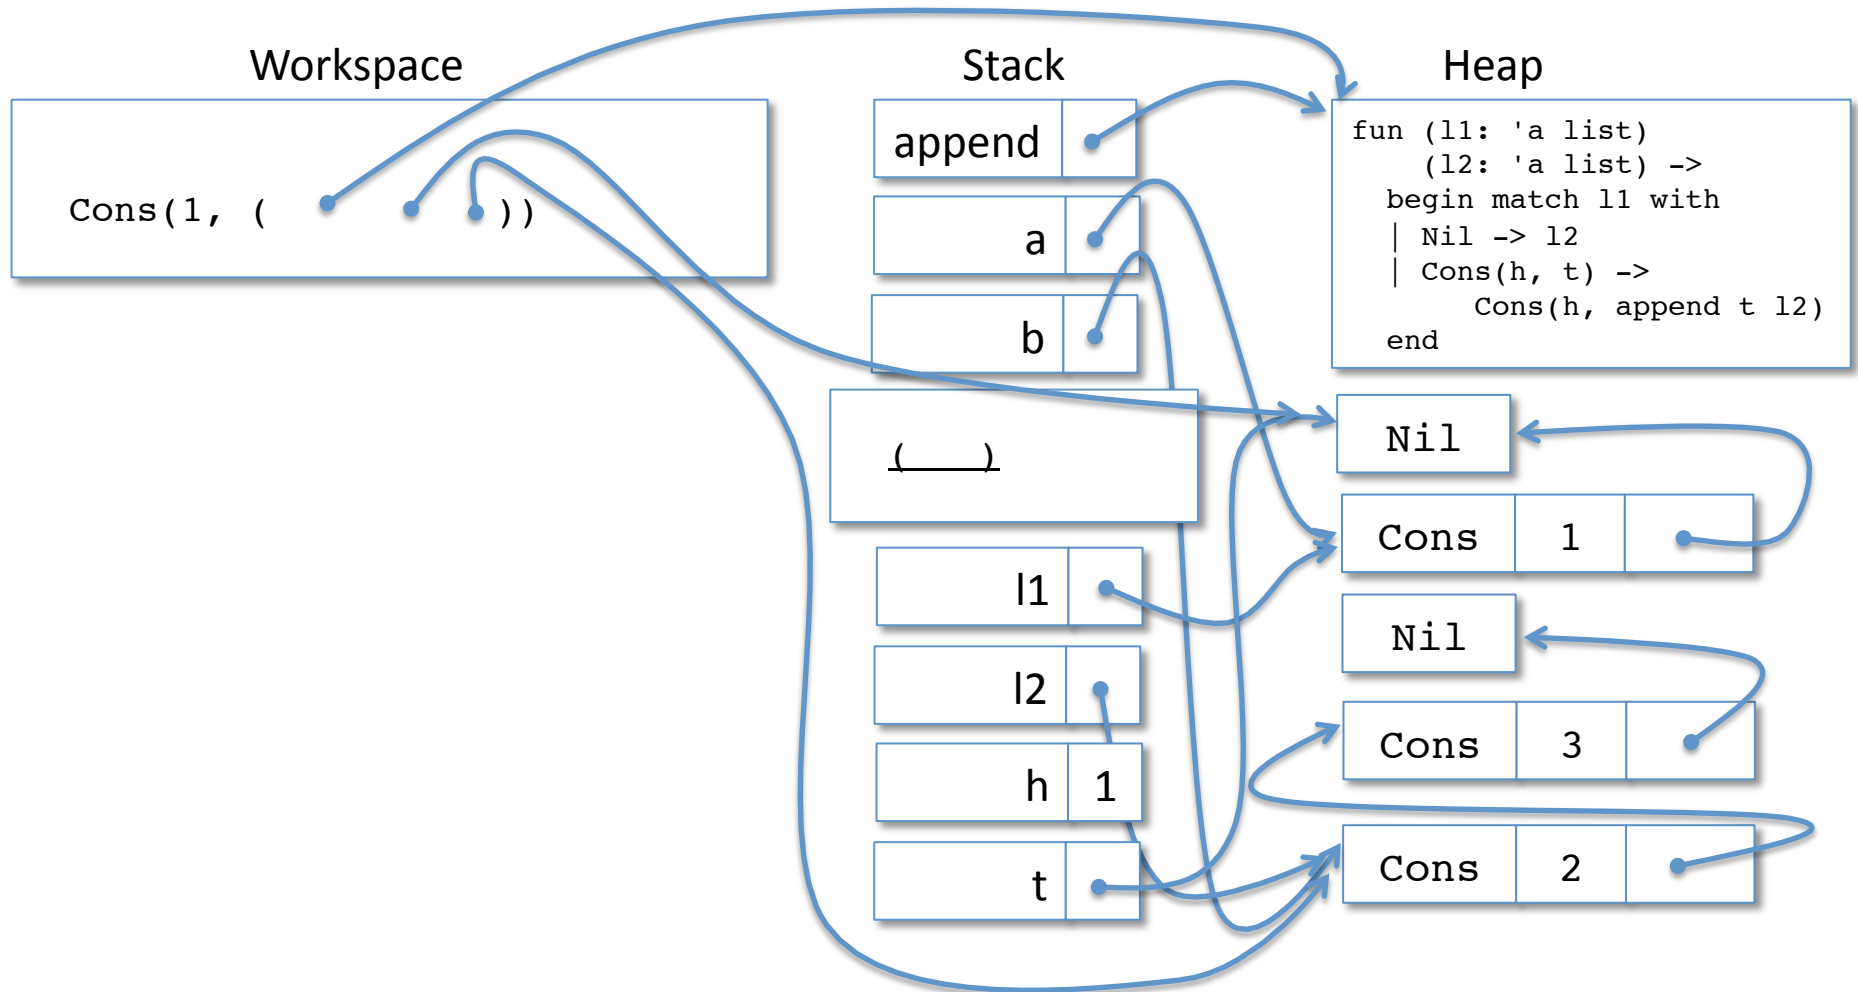 Workspace
Stack
Heap
Cons(1, ( ))
append
a
b
( )
l1
l2
h 1
t
fun (l1: 'a list)
(l2: 'a list) ->
begin match l1 with
| Nil -> l2
| Cons(h, t) ->
Cons(h, append t l2)
end
Nil
Cons 1
Nil
Cons 3
Cons 2